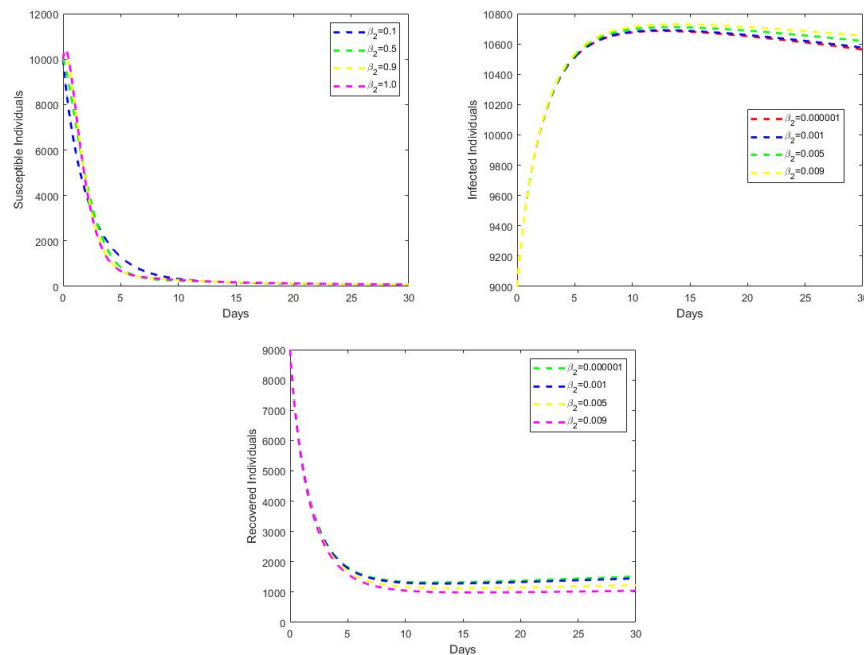 12000
10000
8000
6000
4000
2000
0
Susceptible Individuals
0 5 10 15 20 25 30
Days
β2=0.1
β2=0.5
β2=0.9
β2=1.0
10800
10600
10400
10200
10000
9800
9600
9400
9200
9000
Infected Individuals
0 5 10 15 20 25 30
Days
β2=0.000001
β2=0.001
β2=0.005
β2=0.009
9000
8000
7000
6000
5000
4000
3000
2000
1000
0
Recovered Individuals
0 5 10 15 20 25 30
Days
β2=0.000001
β2=0.001
β2=0.005
β2=0.009